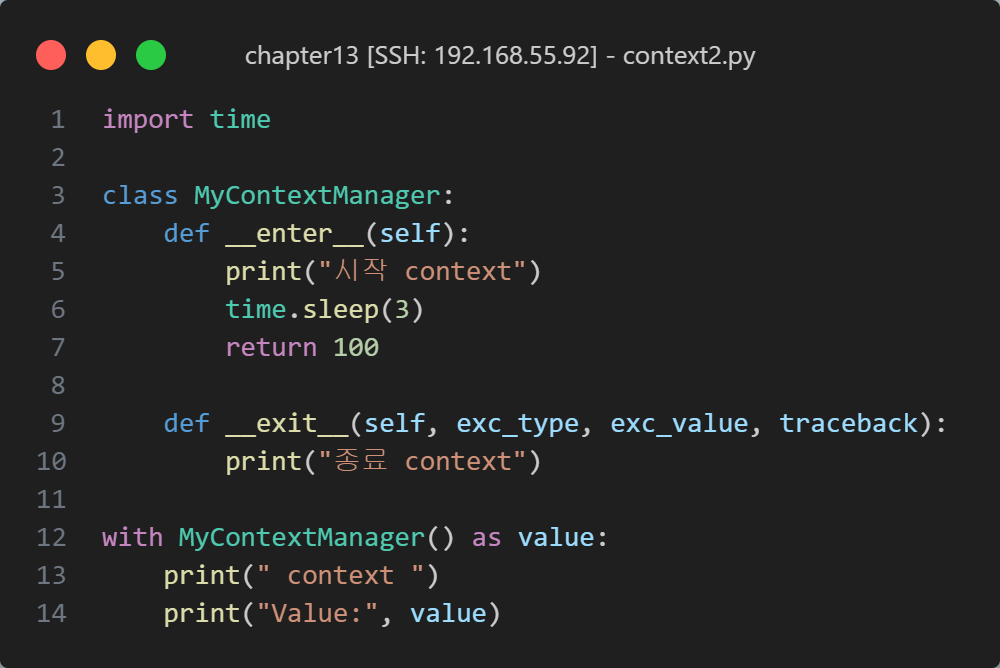 chapter13 [SSH: 192.168.55.92] - context2.py
1 import time
2
3 class MyContextManager:
4     def __enter__(self):
5         print("시작 context")
6         time.sleep(3)
7         return 100
8
9     def __exit__(self, exc_type, exc_value, traceback):
10         print("종료 context")
11
12 with MyContextManager() as value:
13     print(" context ")
14     print("Value:", value)